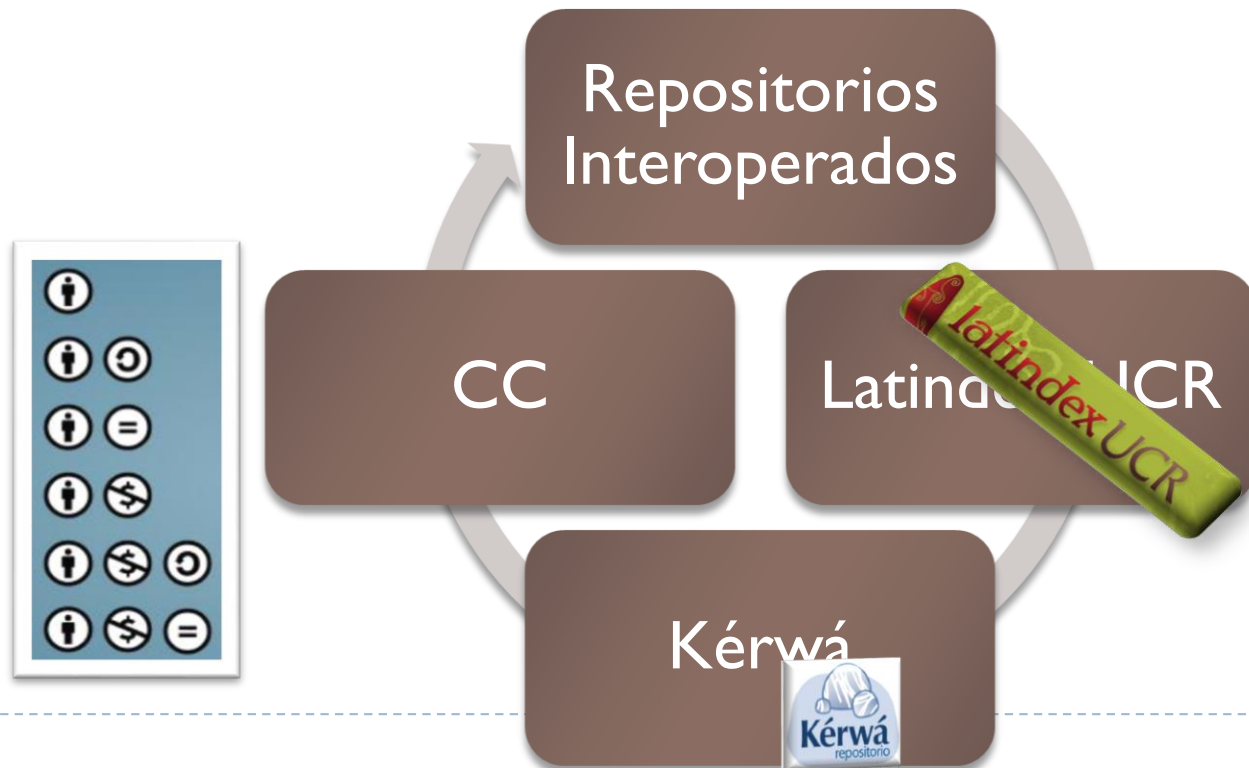 Repositorios
Interoperados
CC
Latindex UCR
latindex UCR
Kérwá
Kérwá
repositorio